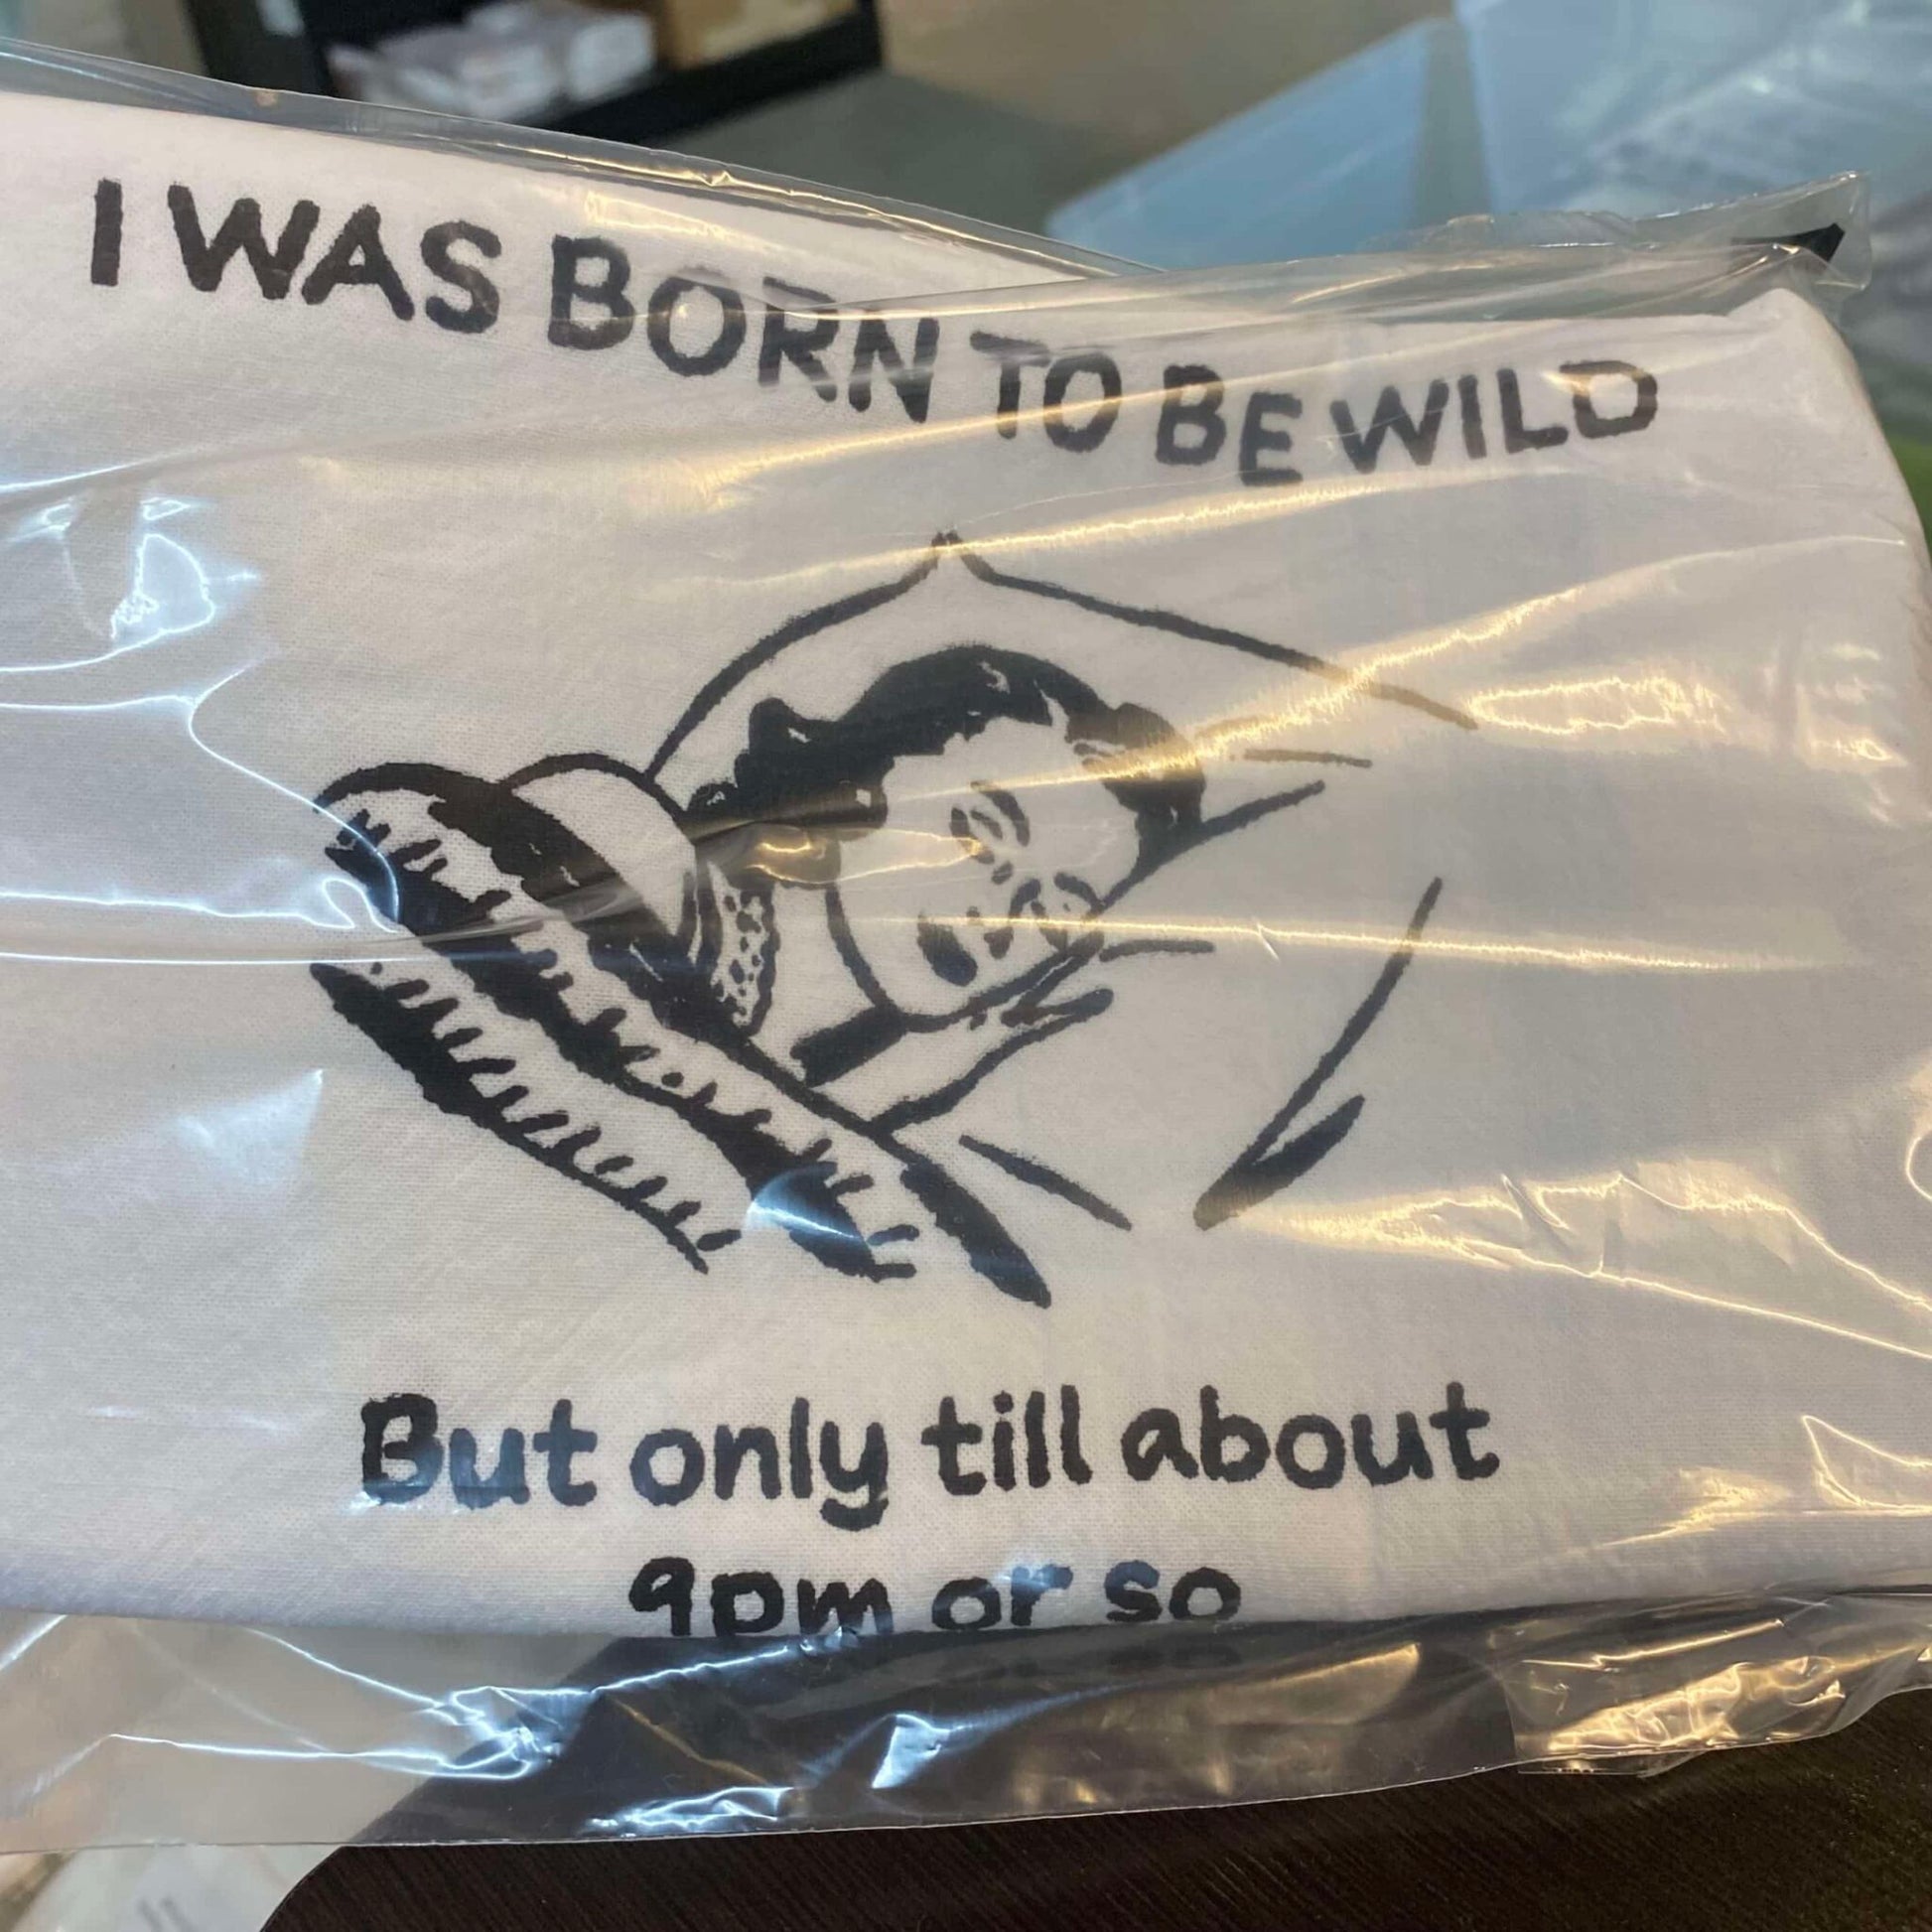 I WAS BORN TO BE WILD
But only till about
9pm or so